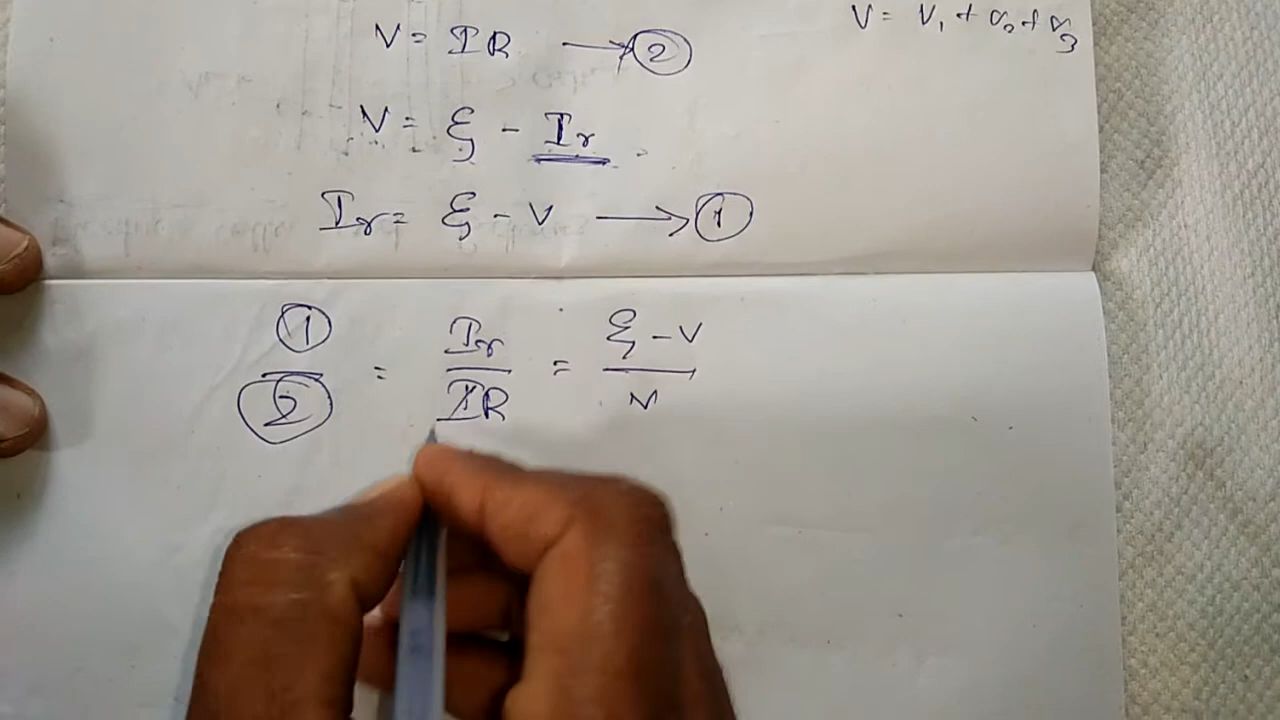 V = V₁ + V₂ + V₃
V = IR → ②
V = ξ - Ir
Ir = ξ - V → ①
①/② = Ir/IR = ξ - V/V